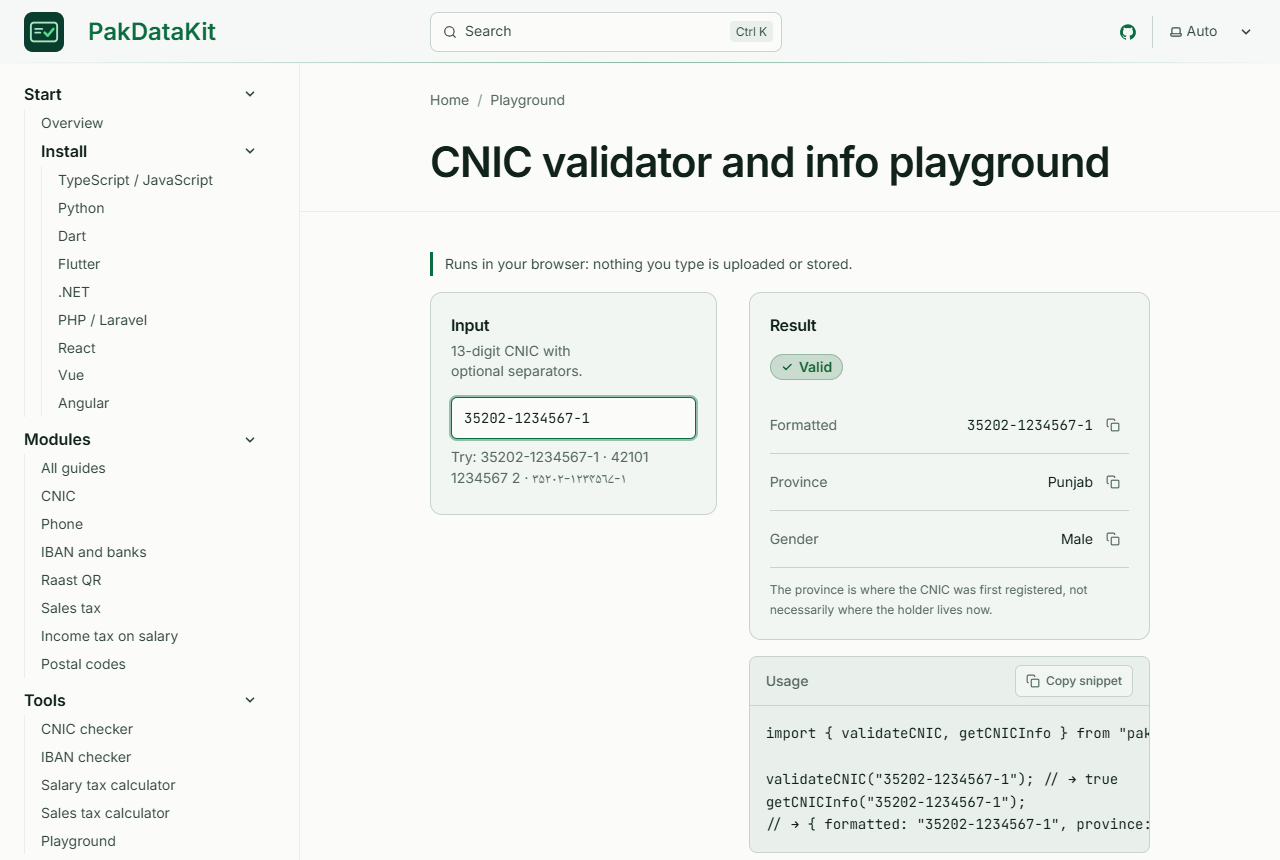 PakDataKit
Search
Ctrl K
Auto
Start
Overview
Install
TypeScript / JavaScript
Python
Dart
Flutter
.NET
PHP / Laravel
React
Vue
Angular
Modules
All guides
CNIC
Phone
IBAN and banks
Raast QR
Sales tax
Income tax on salary
Postal codes
Tools
CNIC checker
IBAN checker
Salary tax calculator
Sales tax calculator
Playground
Home / Playground
CNIC validator and info playground
Runs in your browser: nothing you type is uploaded or stored.
Input
13-digit CNIC with
optional separators.
35202-1234567-1
Try: 35202-1234567-1 · 42101
1234567 2 · ۳۵۲۰۲-۱۲۳۴۵۶۷-۱
Result
Valid
Formatted 35202-1234567-1
Province Punjab
Gender Male
The province is where the CNIC was first registered, not
necessarily where the holder lives now.
Usage
Copy snippet
import { validateCNIC, getCNICInfo } from "pak
validateCNIC("35202-1234567-1"); // → true
getCNICInfo("35202-1234567-1");
// → { formatted: "35202-1234567-1", province: